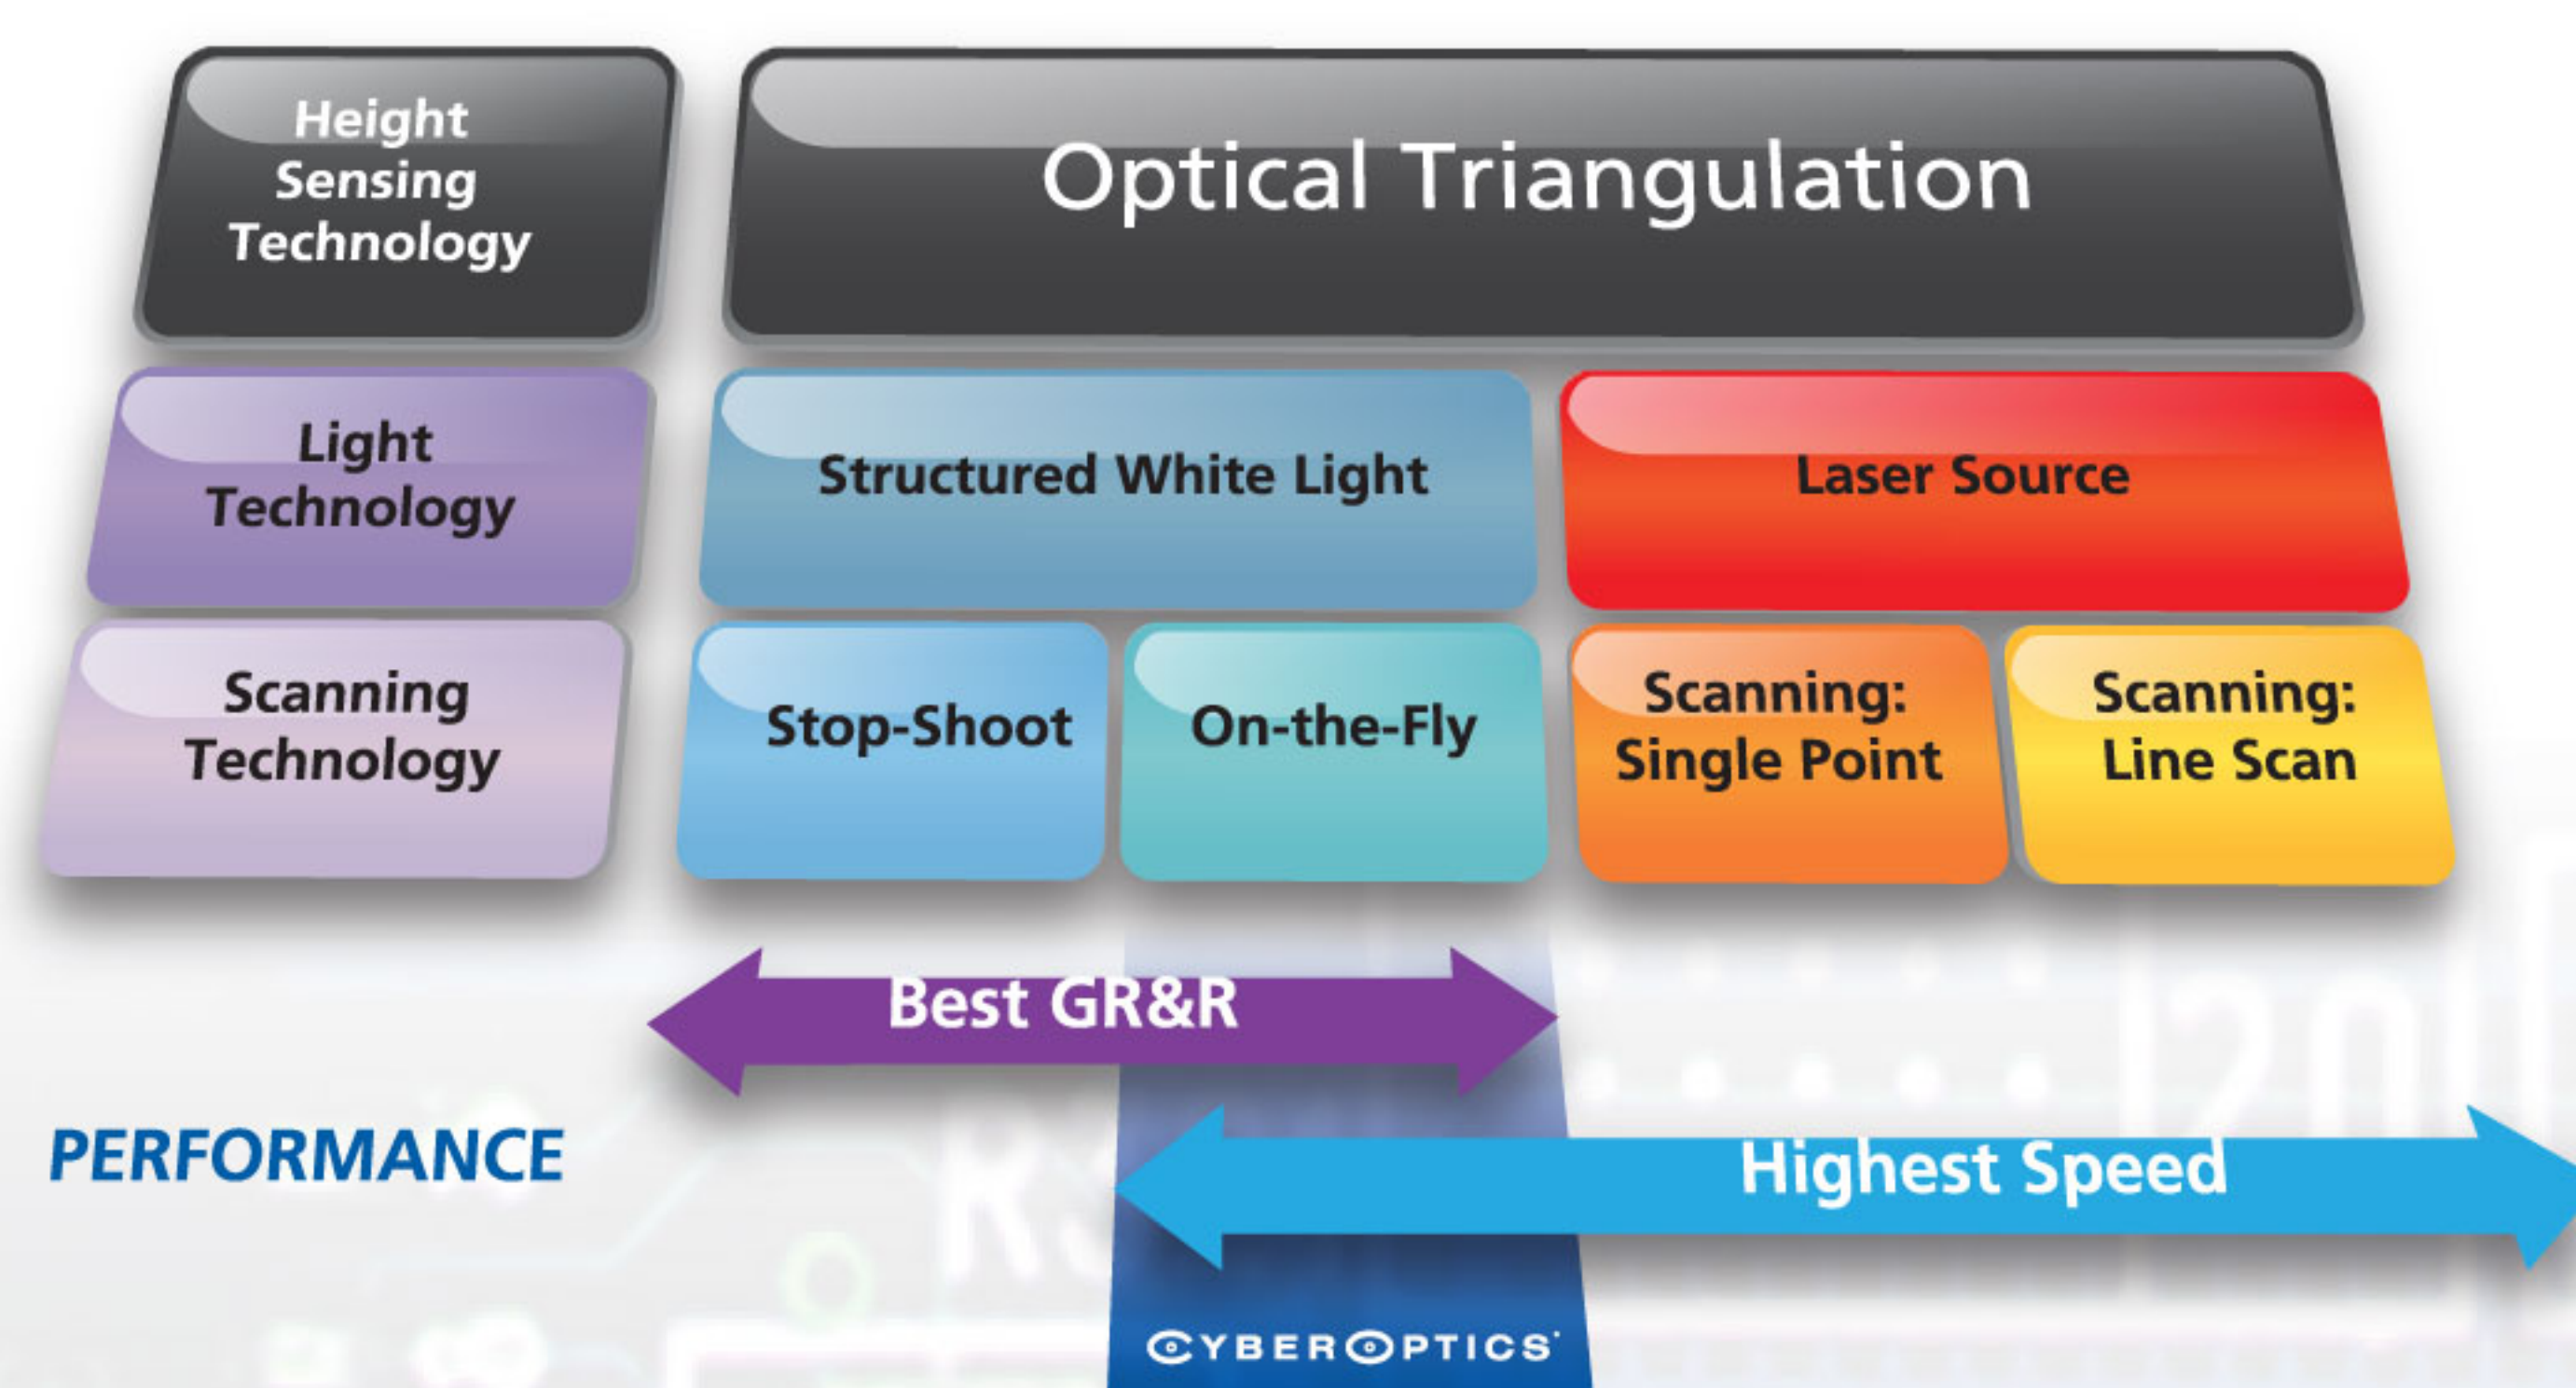 Height
Sensing
Technology
Optical Triangulation
Light
Technology
Structured White Light
Laser Source
Scanning
Technology
Stop-Shoot
On-the-Fly
Scanning:
Single Point
Scanning:
Line Scan
Best GR&R
PERFORMANCE
Highest Speed
CYBEROPTICS